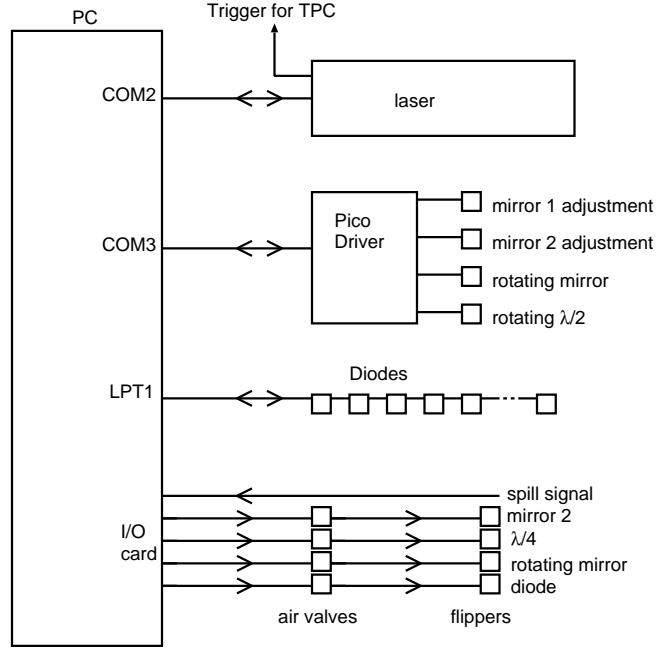 PC
Trigger for TPC
COM2
laser
COM3
Pico
Driver
mirror 1 adjustment
mirror 2 adjustment
rotating mirror
rotating λ/2
LPT1
Diodes
I/O
card
spill signal
mirror 2
λ/4
rotating mirror
diode
air valves
flippers